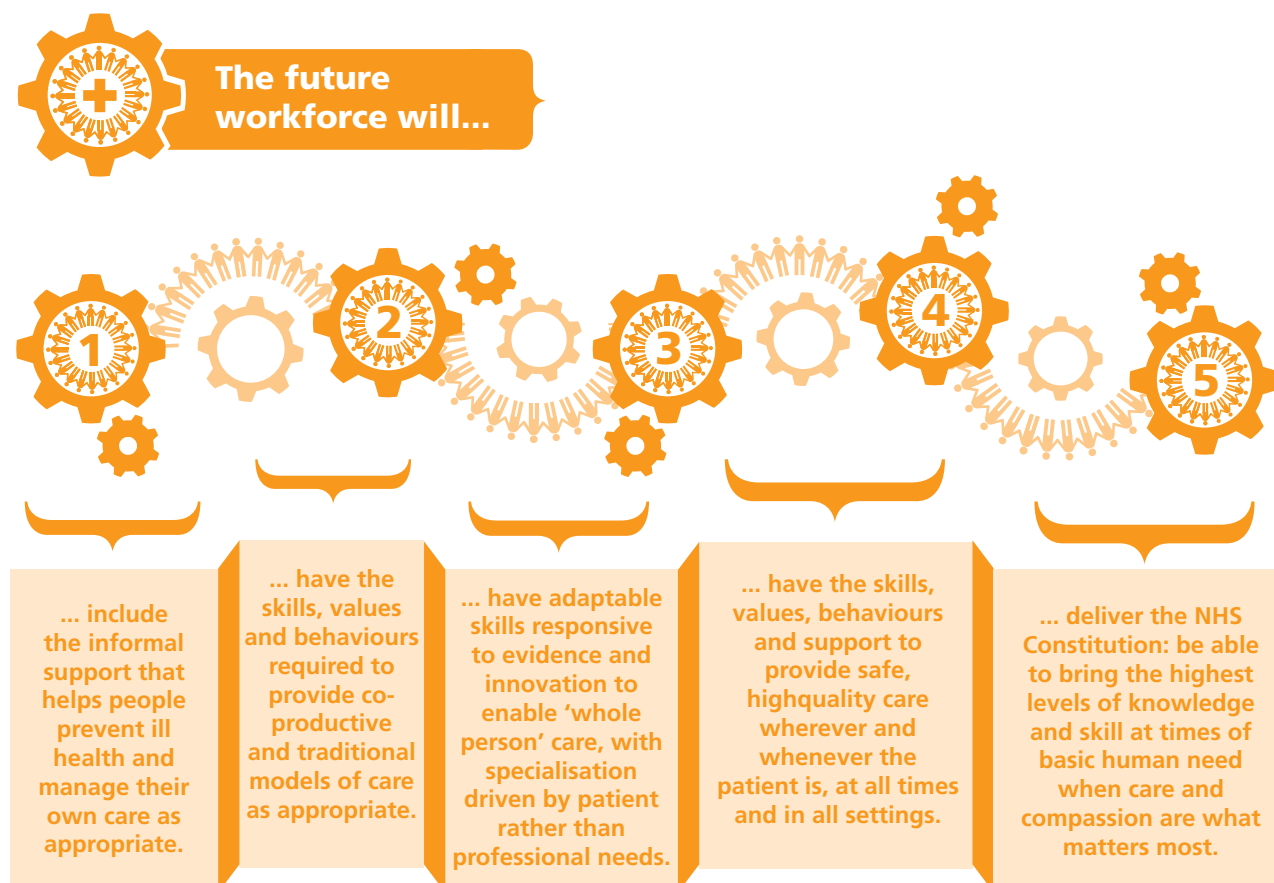 The future
workforce will...
1
2
3
4
5
... include
the informal
support that
helps people
prevent ill
health and
manage their
own care as
appropriate.
... have the
skills, values
and behaviours
required to
provide co-
productive
and traditional
models of care
as appropriate.
... have adaptable
skills responsive
to evidence and
innovation to
enable ‘whole
person’ care, with
specialisation
driven by patient
rather than
professional needs.
... have the skills,
values, behaviours
and support to
provide safe,
highquality care
wherever and
whenever the
patient is, at all times
and in all settings.
... deliver the NHS
Constitution: be able
to bring the highest
levels of knowledge
and skill at times of
basic human need
when care and
compassion are what
matters most.